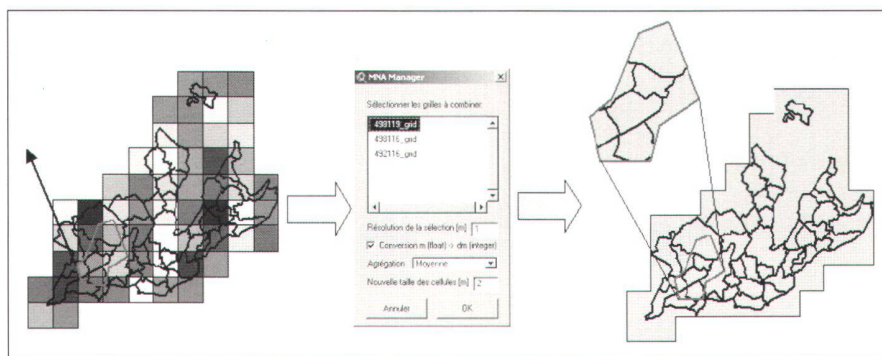 MNA Manager
Sélectionner les grilles à combiner:
498119_grid
498116_grid
492116_grid
Résolution de la sélection [m] 1
Conversion m (float) -> dm (integer)
Agrégation Moyenne
Nouvelle taille des cellules [m] 2
Annuler OK